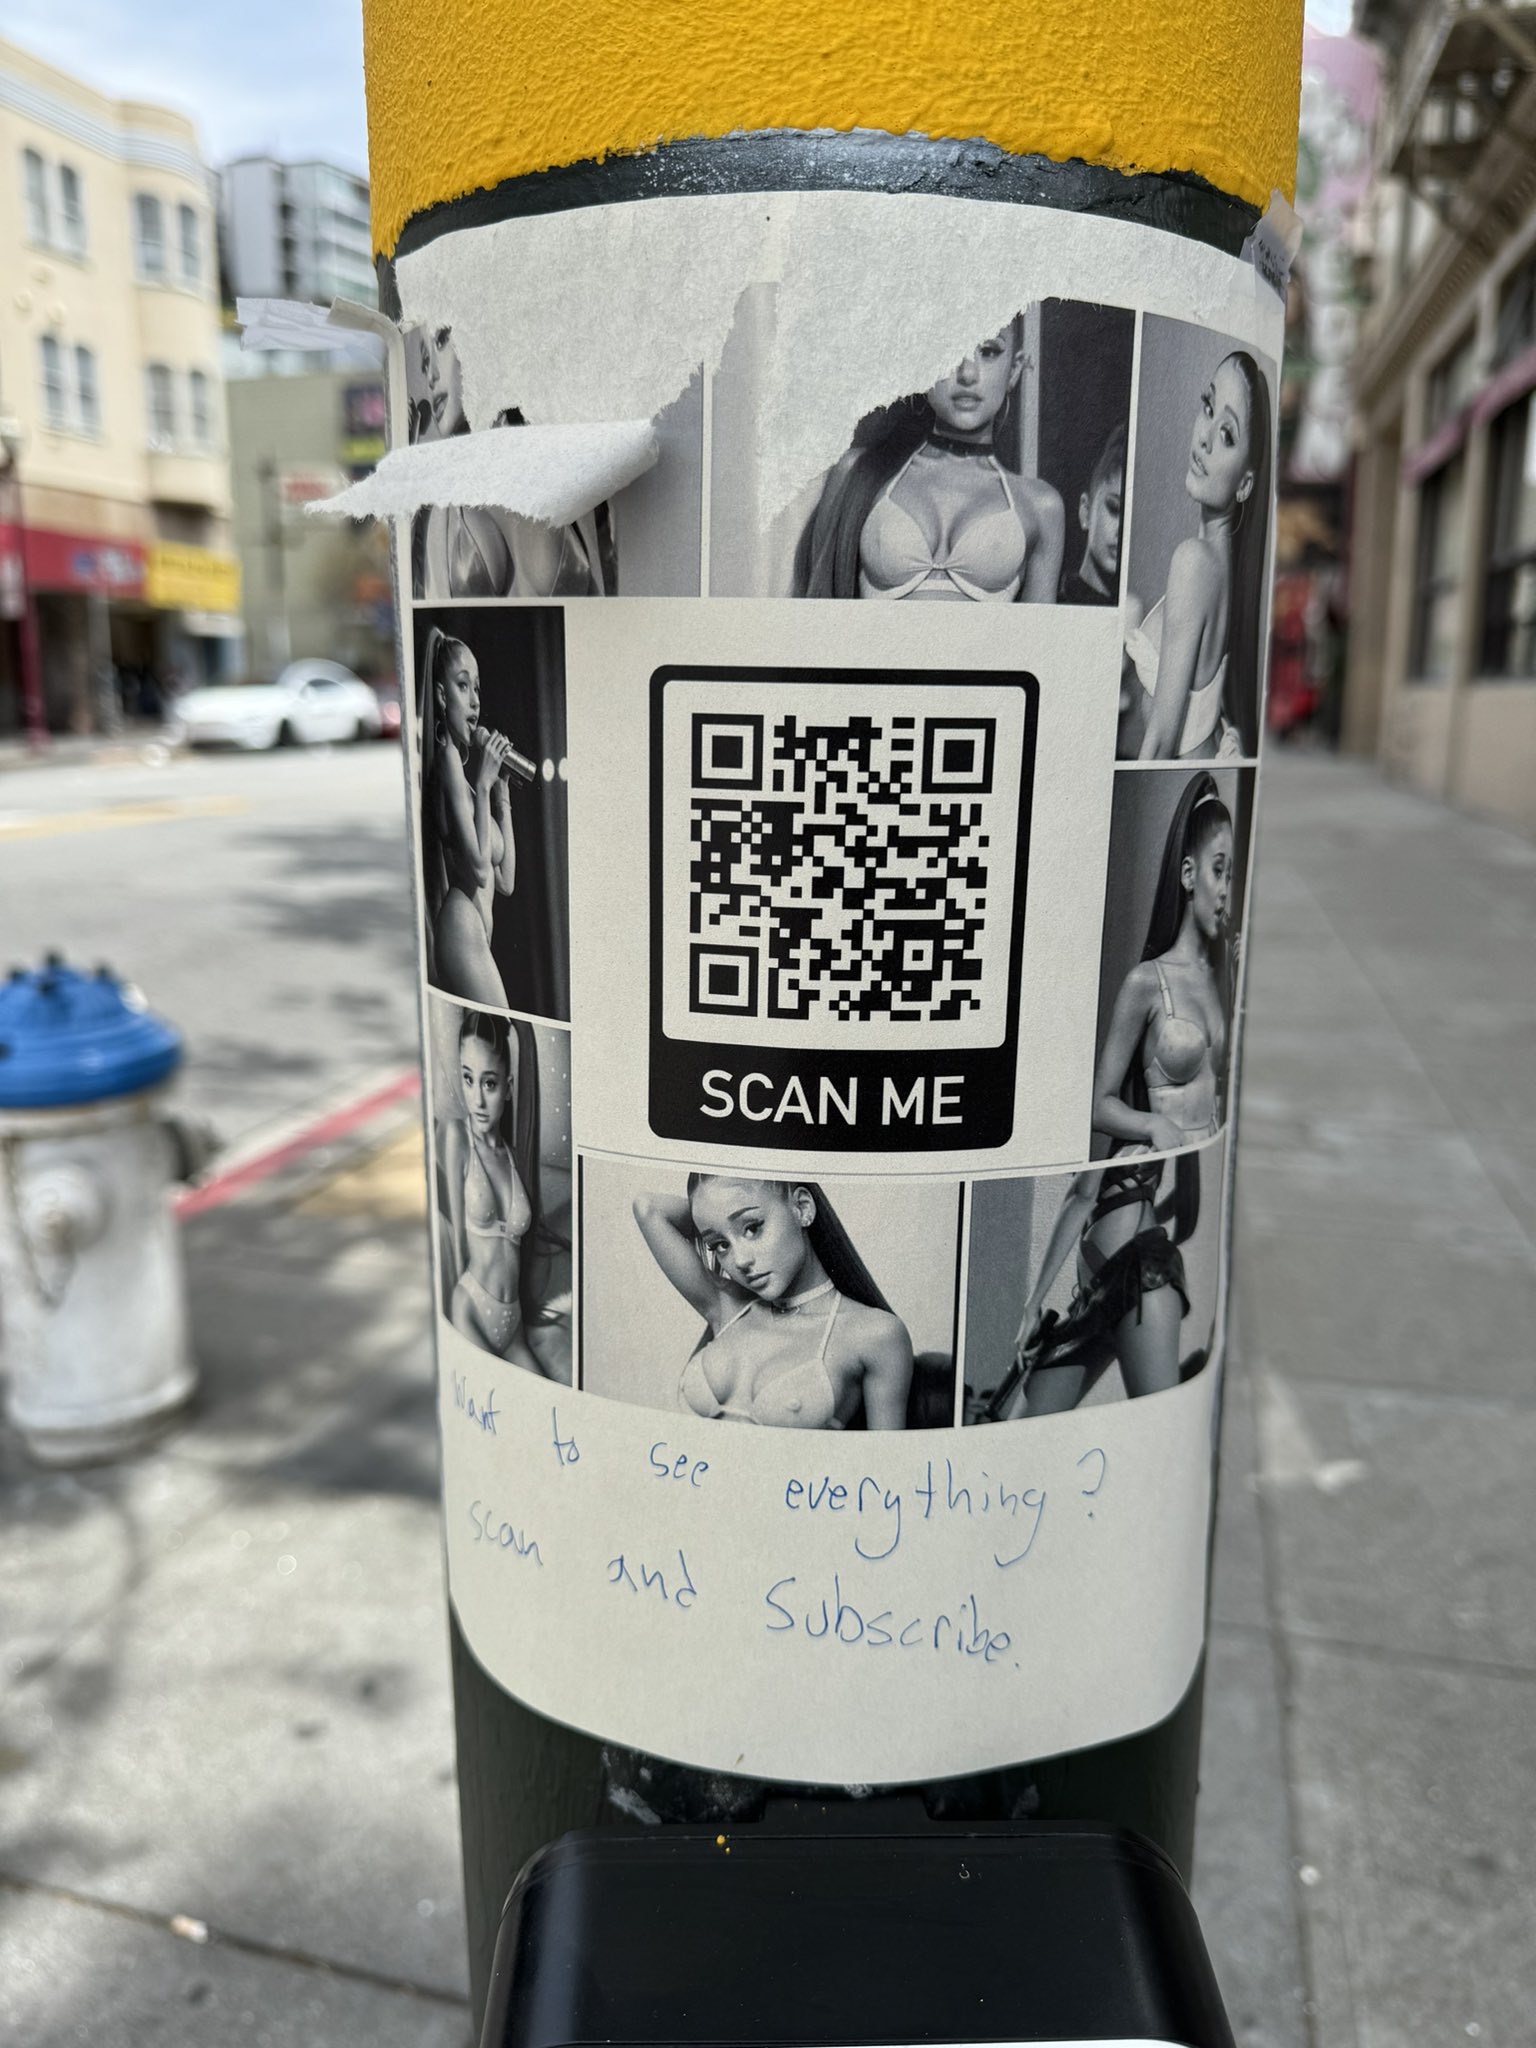 SCAN ME
Want to see everything?
scan and Subscribe.